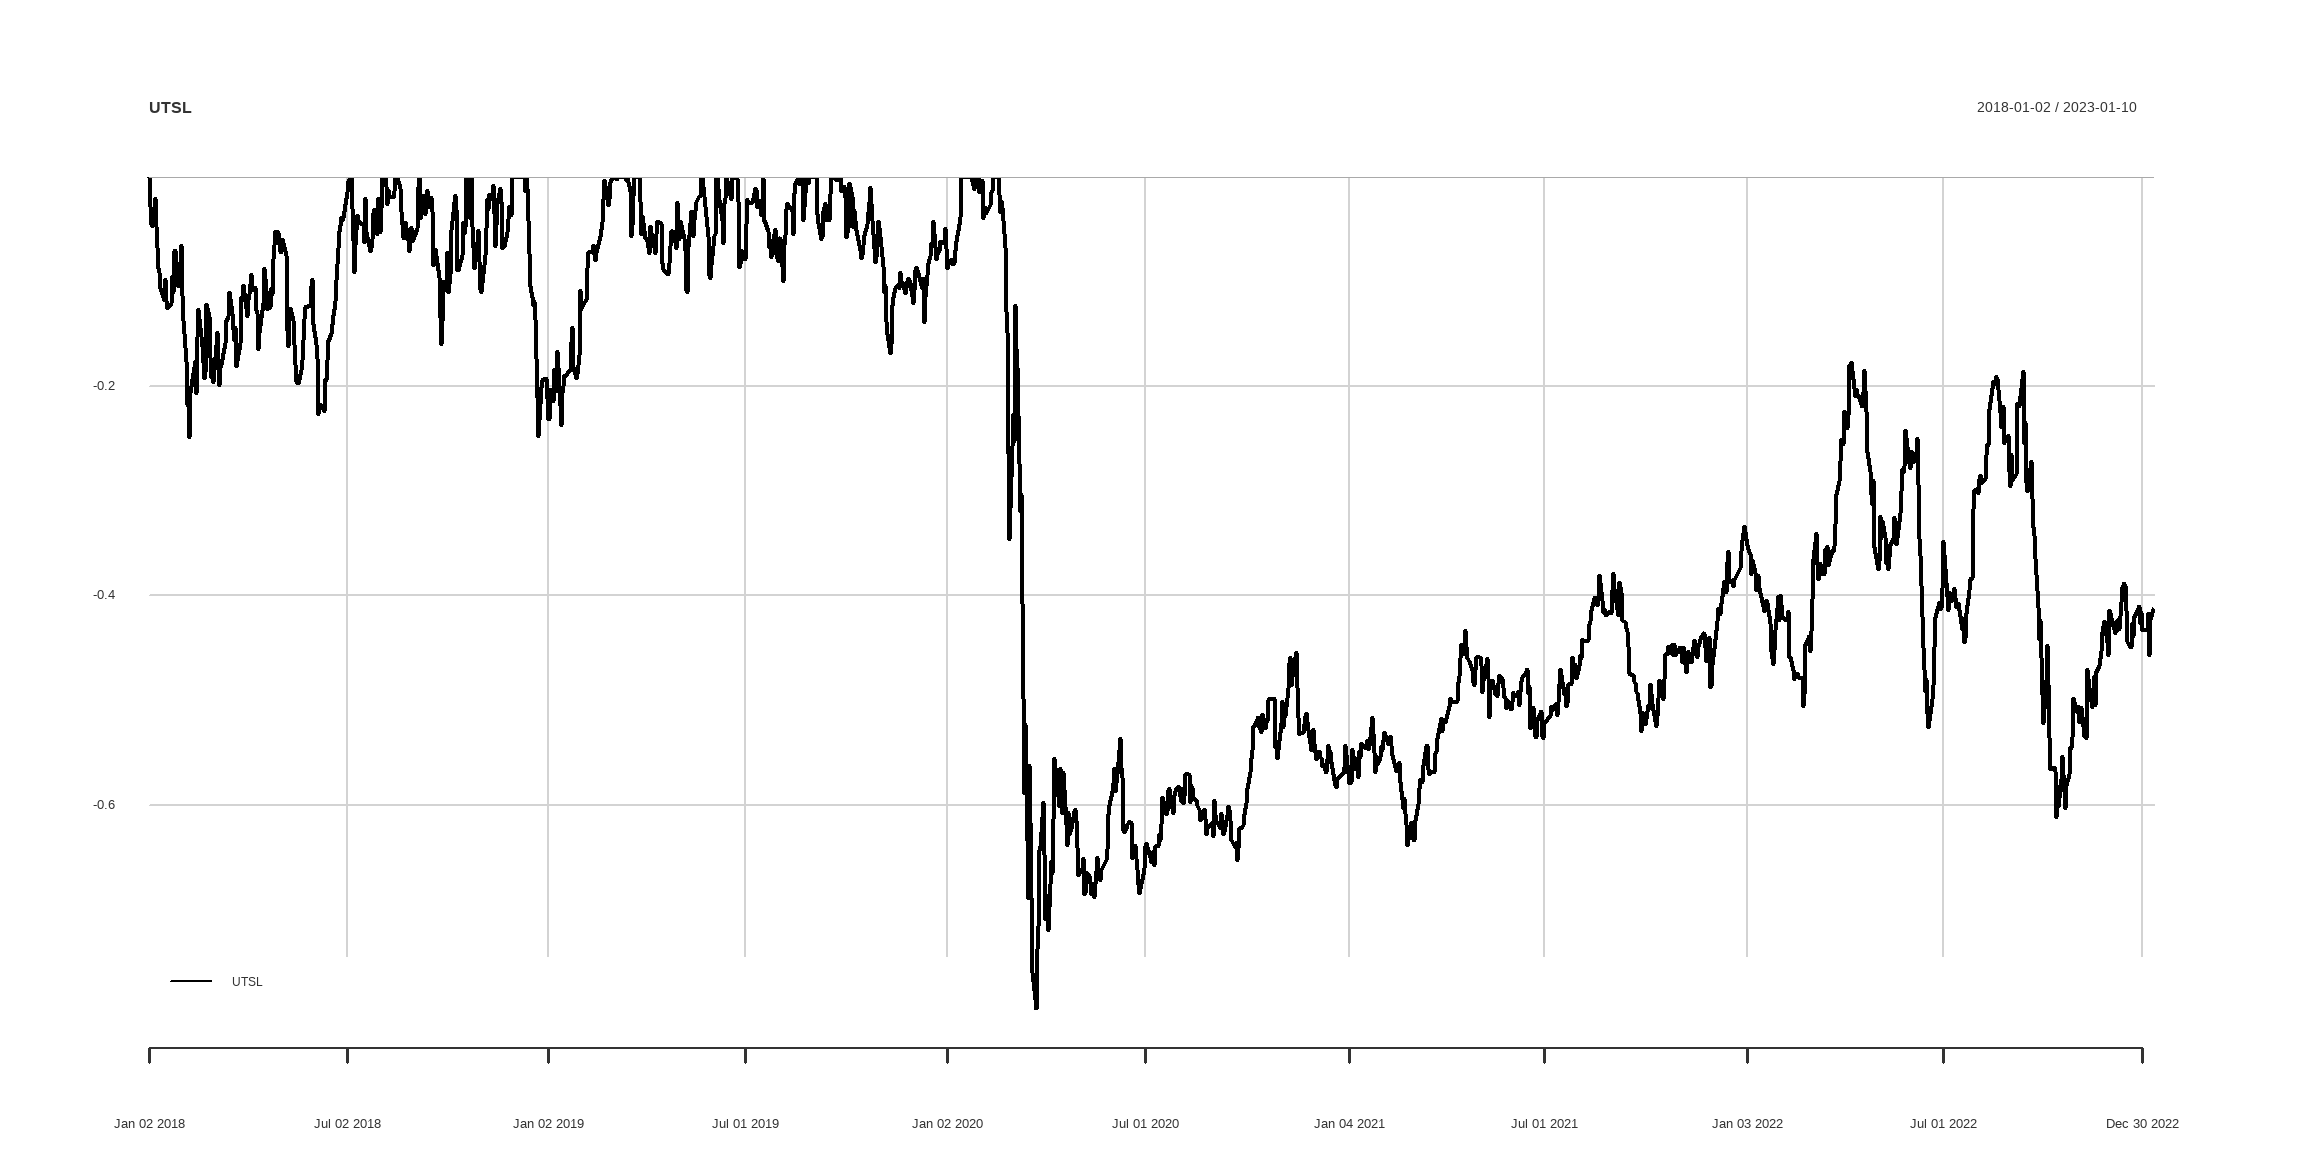 UTSL
2018-01-02 / 2023-01-10
-0.2
-0.4
-0.6
UTSL
Jan 02 2018
Jul 02 2018
Jan 02 2019
Jul 01 2019
Jan 02 2020
Jul 01 2020
Jan 04 2021
Jul 01 2021
Jan 03 2022
Jul 01 2022
Dec 30 2022